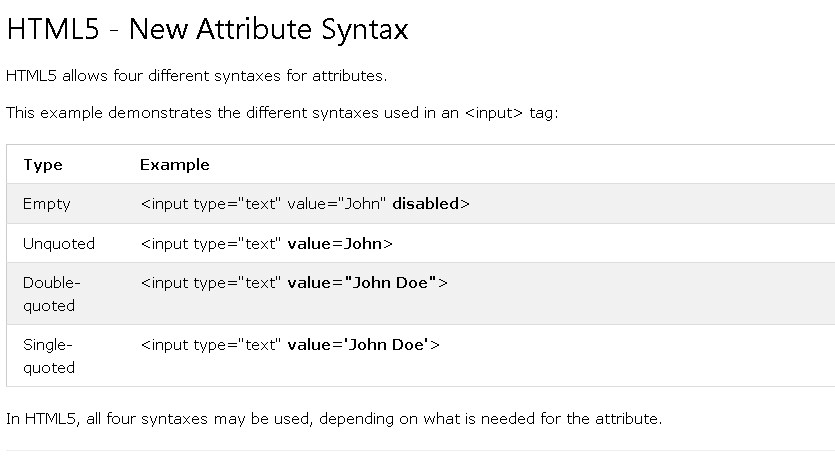 HTML5 - New Attribute Syntax
HTML5 allows four different syntaxes for attributes.
This example demonstrates the different syntaxes used in an <input> tag:
Type Example
Empty <input type="text" value="John" disabled>
Unquoted <input type="text" value=John>
Double- <input type="text" value="John Doe">
quoted
Single- <input type="text" value='John Doe'>
quoted
In HTML5, all four syntaxes may be used, depending on what is needed for the attribute.